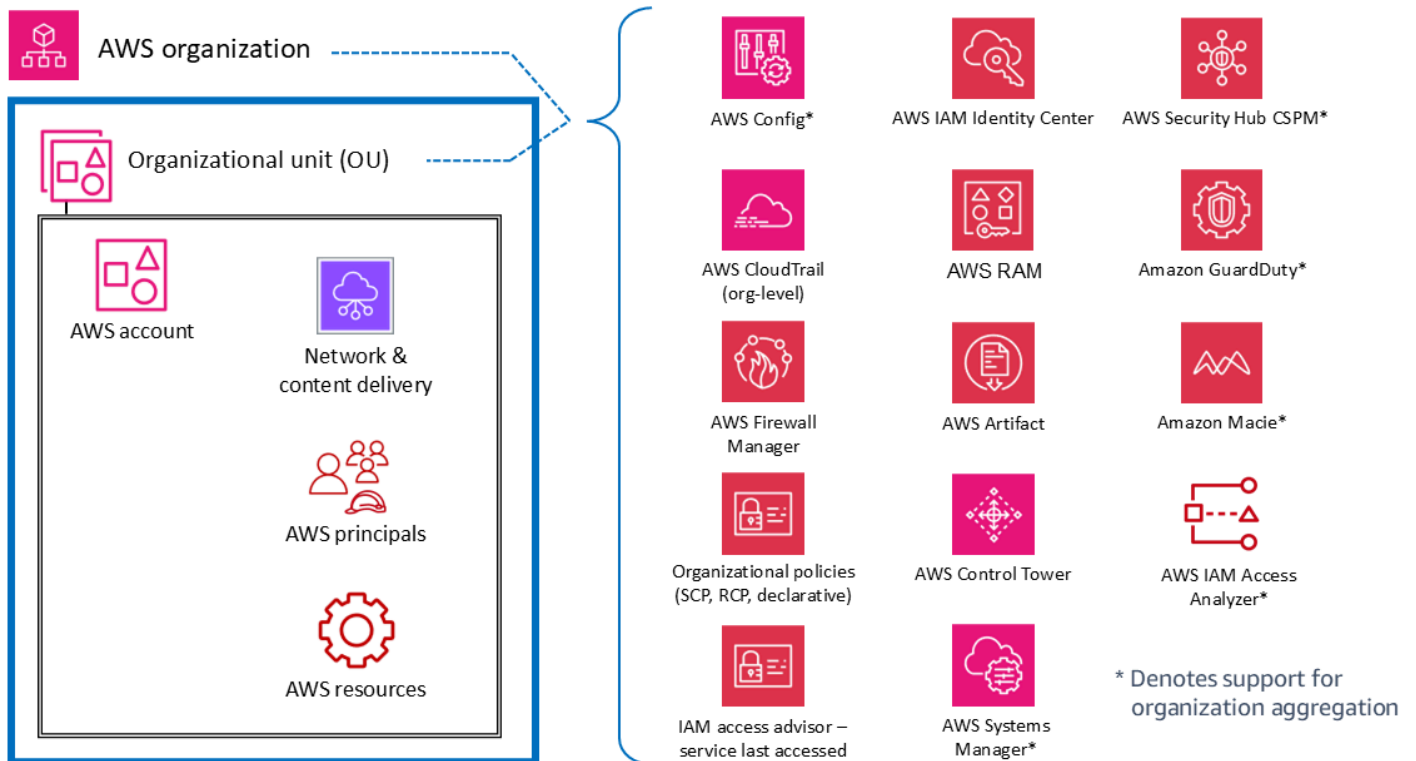 AWS organization
Organizational unit (OU)
AWS account
Network &
content delivery
AWS principals
AWS resources
AWS Config*
AWS IAM Identity Center
AWS Security Hub CSPM*
AWS CloudTrail
(org-level)
AWS RAM
Amazon GuardDuty*
AWS Firewall
Manager
AWS Artifact
Amazon Macie*
Organizational policies
(SCP, RCP, declarative)
AWS Control Tower
AWS IAM Access
Analyzer*
IAM access advisor –
service last accessed
AWS Systems
Manager*
* Denotes support for
organization aggregation